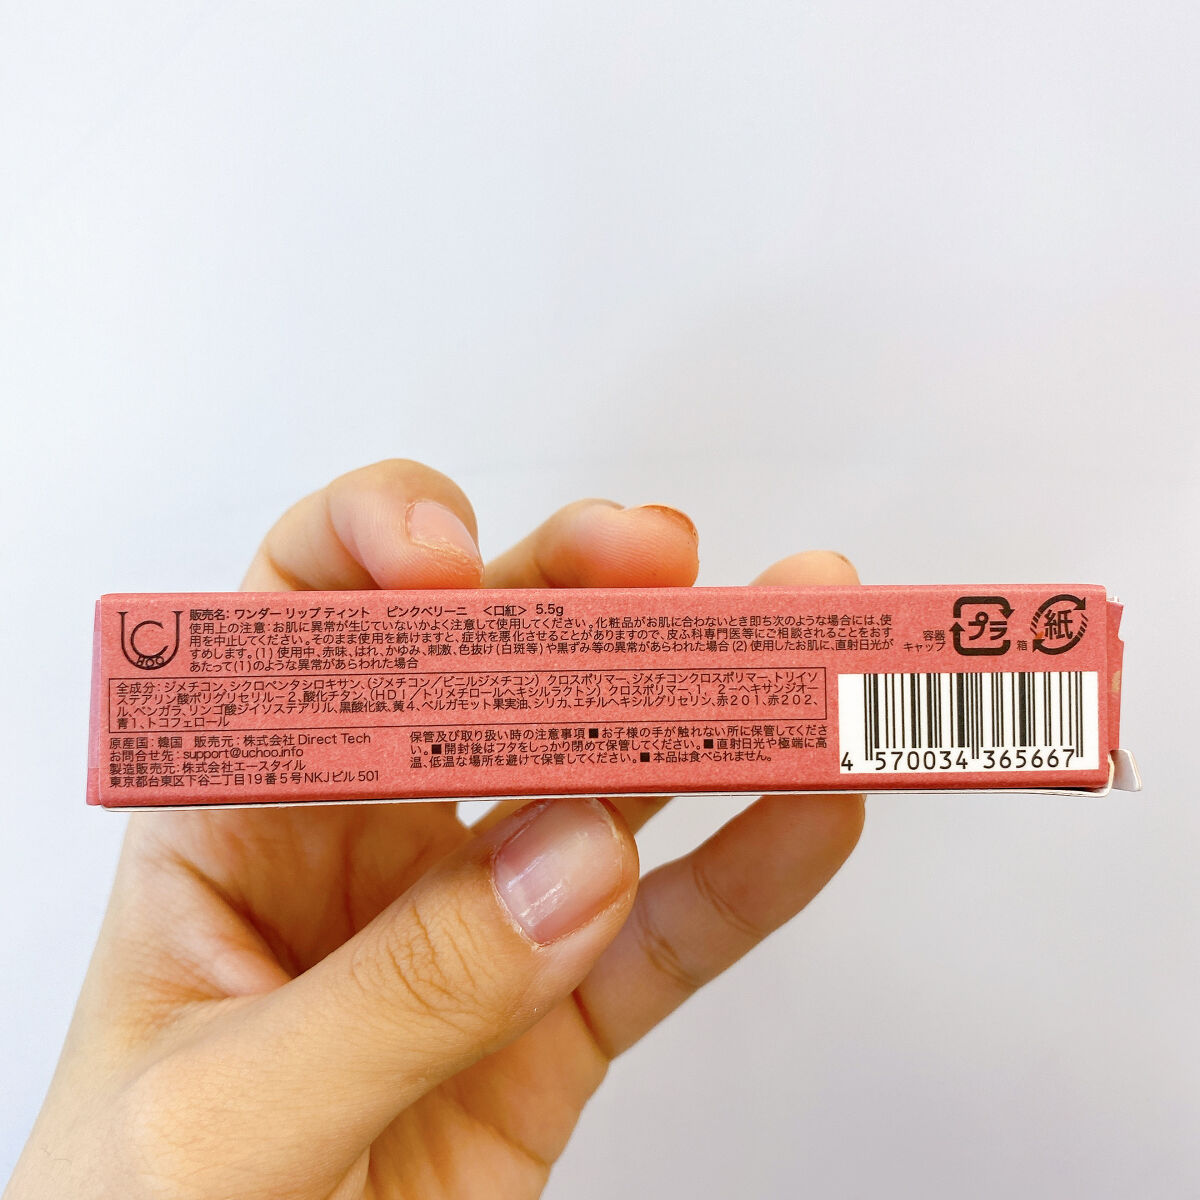 UC
HOO
販売名: ワンダー リップ ティント ピンクベリーニ <口紅> 5.5g
使用上の注意: お肌に異常が生じていないかよく注意して使用してください。化粧品がお肌に合わないとき即ち次のような場合には、使
用を中止してください。そのまま使用を続けますと、症状を悪化させることがありますので、皮ふ科専門医等にご相談されることをおす
すめします。(1) 使用中、赤味、はれ、かゆみ、刺激、色抜け(白斑等)や黒ずみ等の異常があらわれた場合 (2) 使用したお肌に、直射日光が
あたって(1)のような異常があらわれた場合
容器
キャップ
プラ
箱
紙
全成分: ジメチコン、シクロペンタシロキサン、(ジメチコン/ビニルジメチコン) クロスポリマー、ジメチコンクロスポリマー、トリイソ
ステアリン酸ポリグリセリル-2、酸化チタン、(HDI/トリメチロールヘキシルラクトン) クロスポリマー、1,2-ヘキサンジオー
ル、ベンガラ、リンゴ酸ジイソステアリル、黒酸化鉄、黄4、ベルガモット果実油、シリカ、エチルヘキシルグリセリン、赤201、赤202、
青1、トコフェロール
原産国: 韓国 販売元: 株式会社 Direct Tech
お問合せ先: support@uchoo.info
製造販売元: 株式会社エースタイル
東京都台東区下谷二丁目19番5号NKJビル501
保管及び取り扱い時の注意事項 ■お子様の手が触れない所に保管してくださ
い。■開封後はフタをしっかり閉めて保管してください。■直射日光や極端に高
温、低温な場所を避けて保管してください。■本品は食べられません。
4 570034 365667